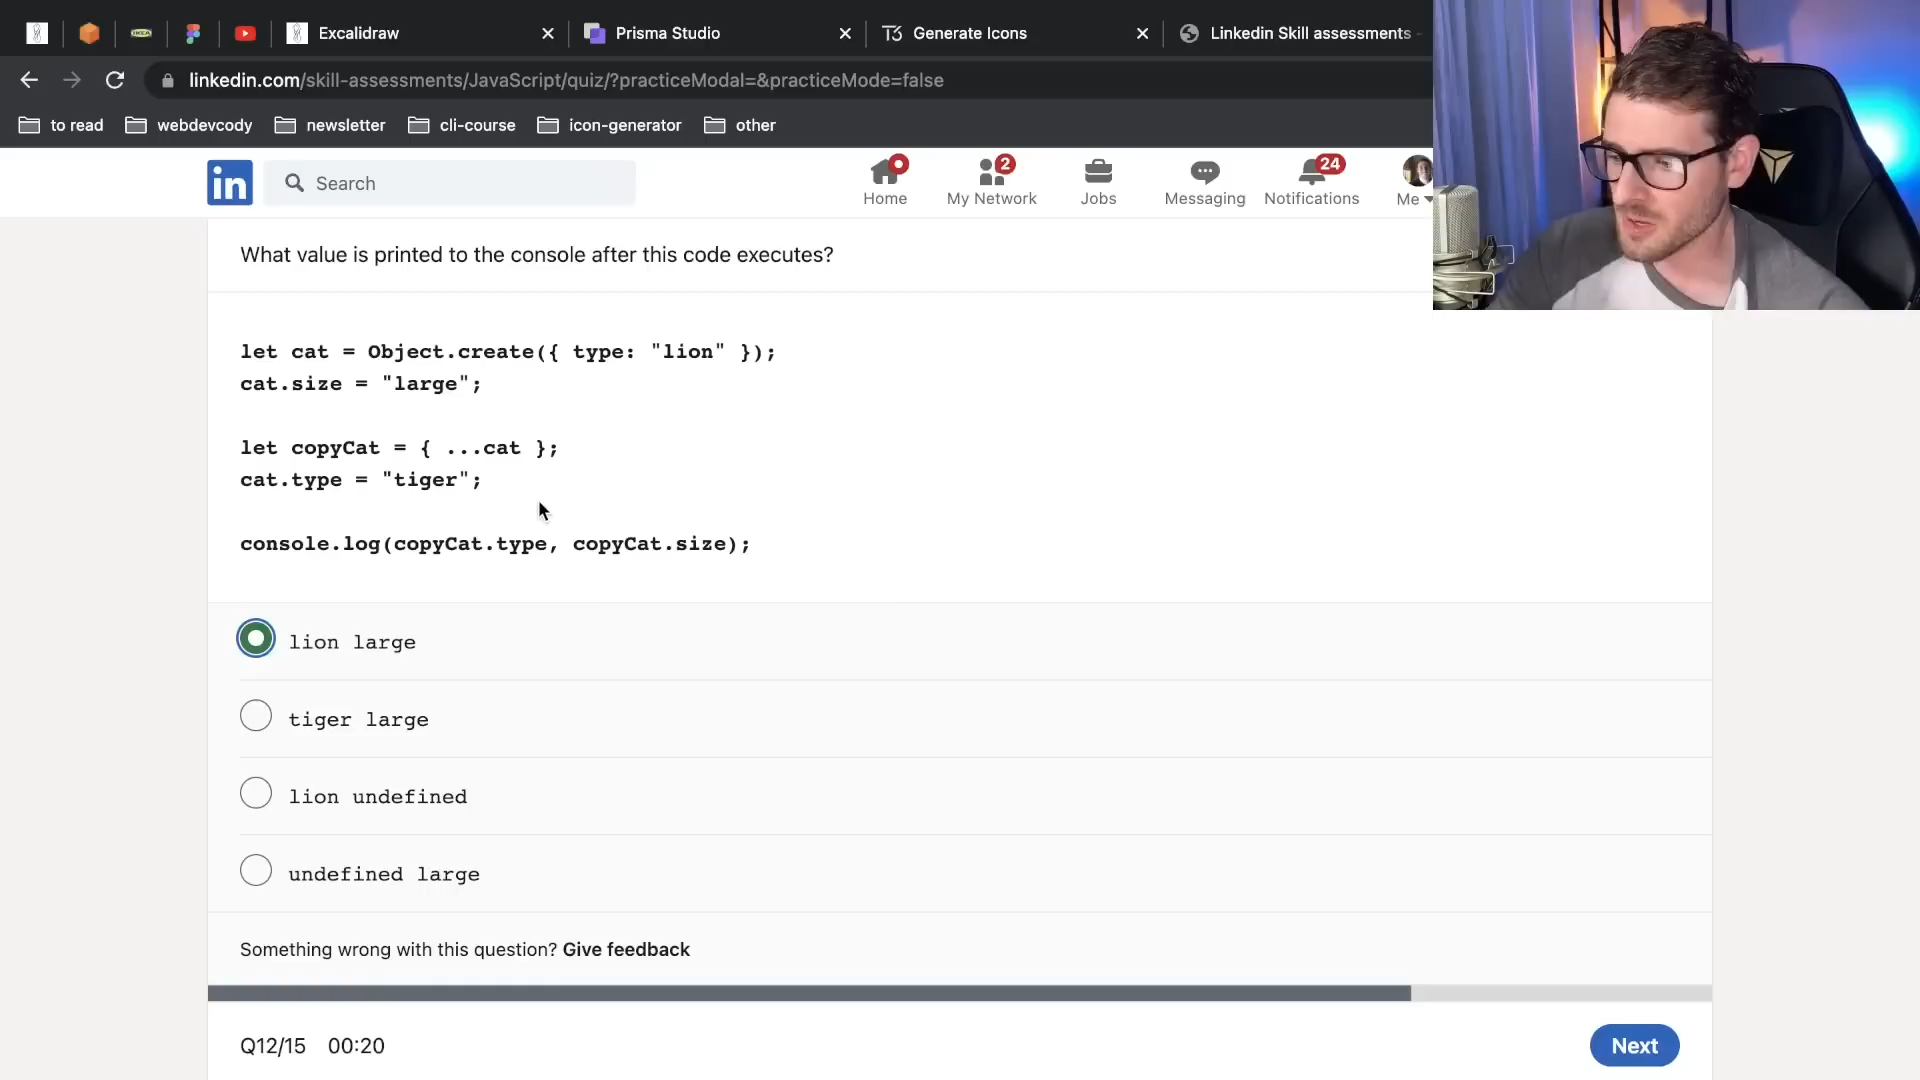 Excalidraw
Prisma Studio
T3 Generate Icons
Linkedin Skill assessments -
linkedin.com/skill-assessments/JavaScript/quiz/?practiceModal=&practiceMode=false
to read
webdevcody
newsletter
cli-course
icon-generator
other
in
Search
Home
2
My Network
Jobs
Messaging
24
Notifications
Me
What value is printed to the console after this code executes?
let cat = Object.create({ type: "lion" });
cat.size = "large";
let copyCat = { ...cat };
cat.type = "tiger";
console.log(copyCat.type, copyCat.size);
lion large
tiger large
lion undefined
undefined large
Something wrong with this question? Give feedback
Q12/15 00:20
Next